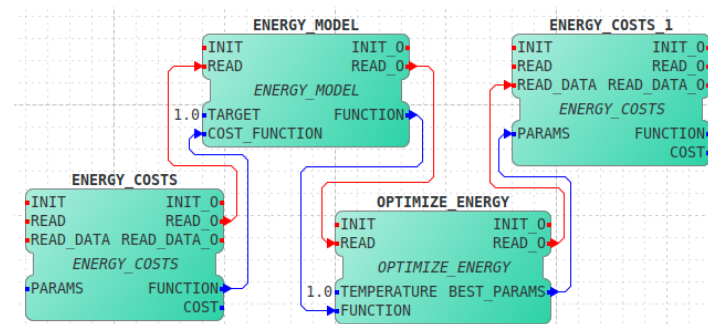 ENERGY_MODEL
INIT INIT_O
READ READ_O
ENERGY_MODEL
1.0 TARGET FUNCTION
COST_FUNCTION
ENERGY_COSTS_1
INIT INIT_O
READ READ_O
READ_DATA READ_DATA_O
ENERGY_COSTS
PARAMS FUNCTION
COST
ENERGY_COSTS
INIT INIT_O
READ READ_O
READ_DATA READ_DATA_O
ENERGY_COSTS
PARAMS FUNCTION
COST
OPTIMIZE_ENERGY
INIT INIT_O
READ READ_O
OPTIMIZE_ENERGY
1.0 TEMPERATURE BEST_PARAMS
FUNCTION